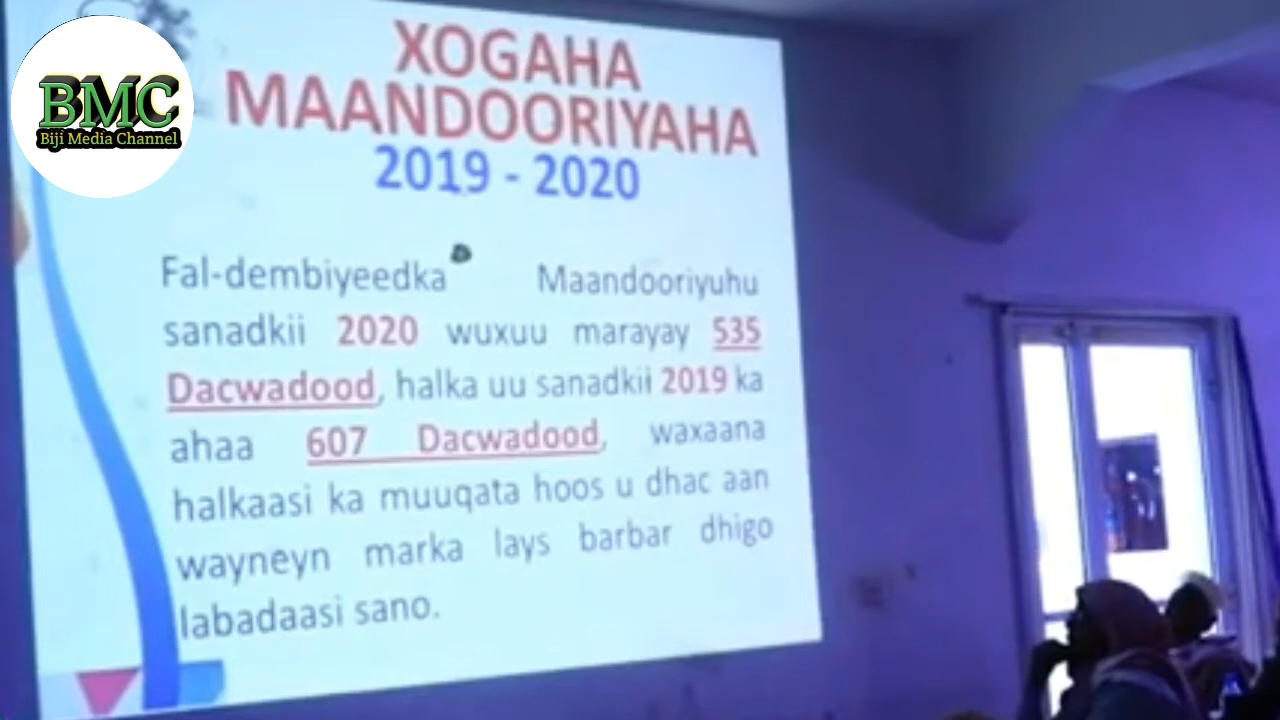 BMC
Biji Media Channel
XOGAHA
MAANDOORIYAHA
2019 - 2020
Fal-dembiyeedka Maandooriyuhu
sanadkii 2020 wuxuu marayay 535
Dacwadood, halka uu sanadkii 2019 ka
ahaa 607 Dacwadood, waxaana
halkaasi ka muuqata hoos u dhac aan
wayneyn marka lays barbar dhigo
labadaasi sano.